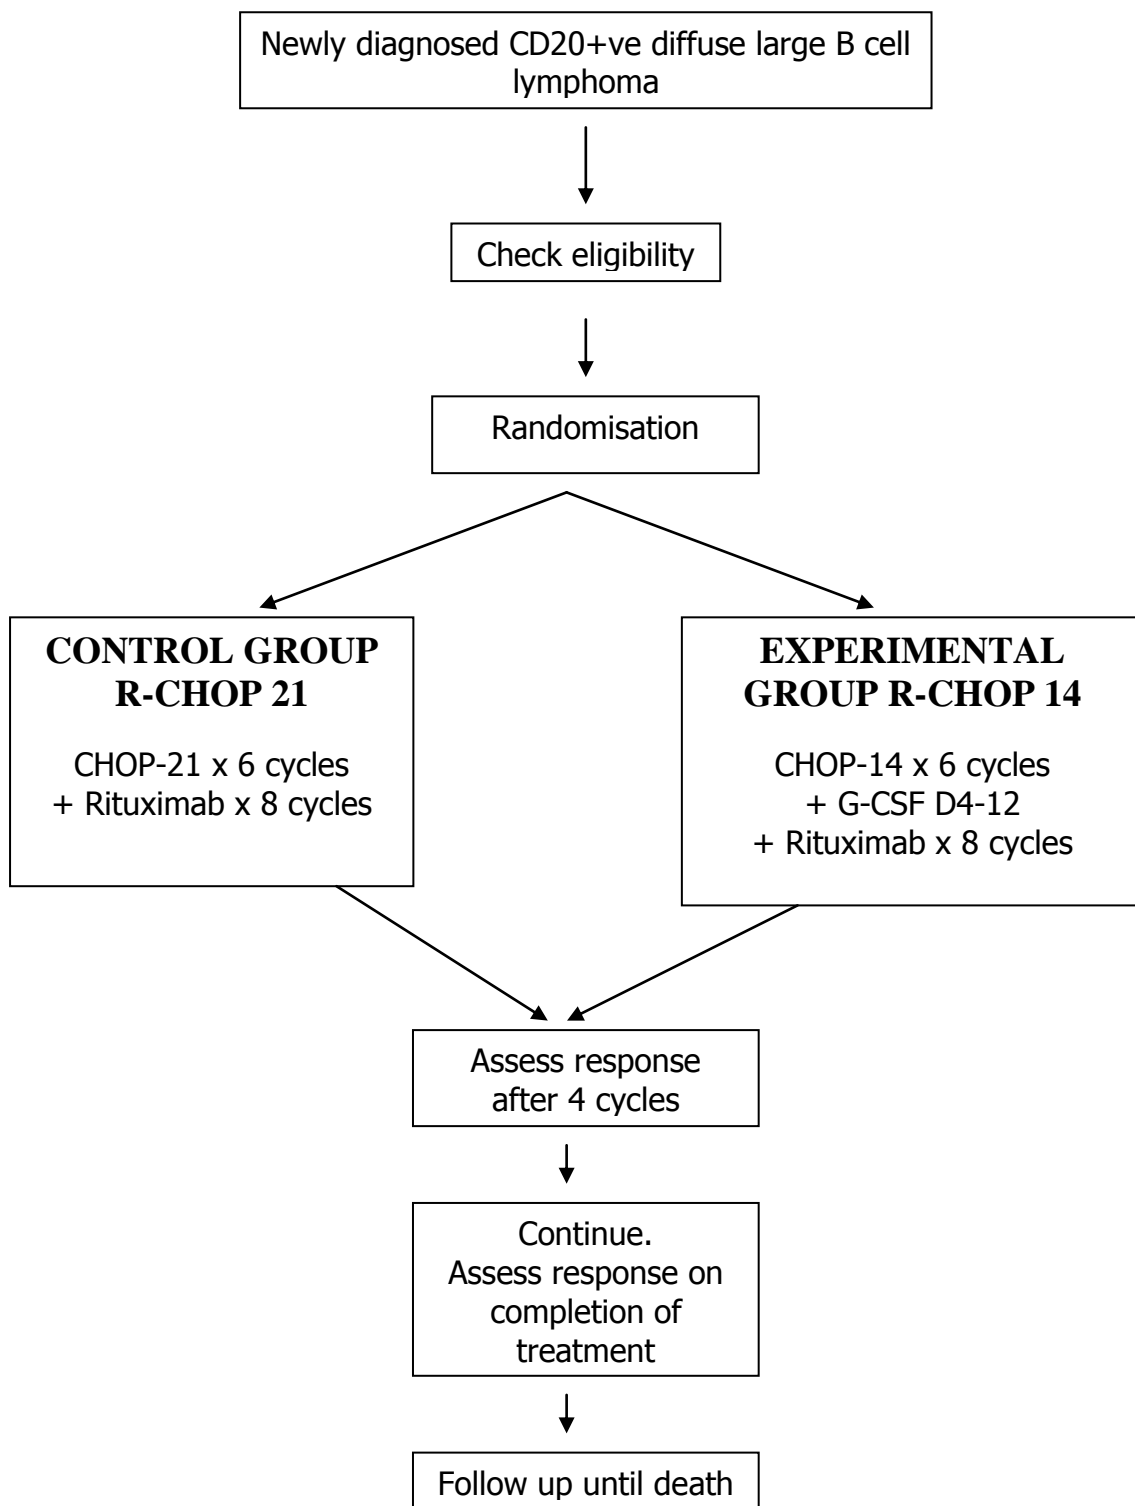 Newly diagnosed CD20+ve diffuse large B cell
lymphoma
Check eligibility
Randomisation
CONTROL GROUP
R-CHOP 21
CHOP-21 x 6 cycles
+ Rituximab x 8 cycles
EXPERIMENTAL
GROUP R-CHOP 14
CHOP-14 x 6 cycles
+ G-CSF D4-12
+ Rituximab x 8 cycles
Assess response
after 4 cycles
Continue.
Assess response on
completion of
treatment
Follow up until death